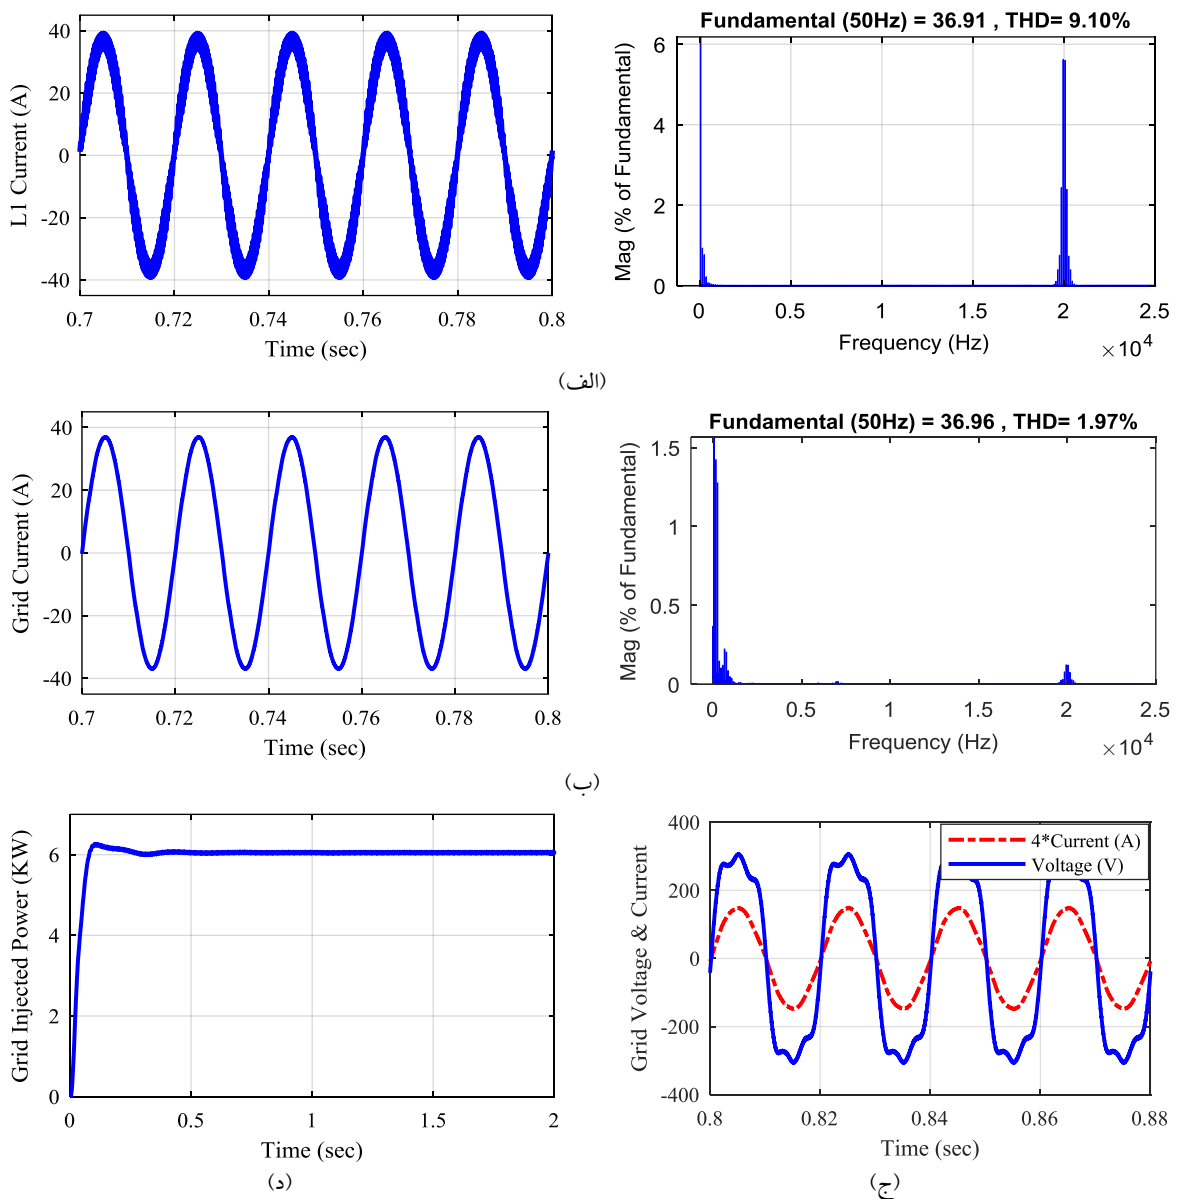 40
20
0
-20
-40
L1 Current (A)
0.7 0.72 0.74 0.76 0.78 0.8
Time (sec)
Fundamental (50Hz) = 36.91 , THD= 9.10%
6
4
2
0
Mag (% of Fundamental)
0 0.5 1 1.5 2 2.5
Frequency (Hz)
×10^4
(الف)
40
20
0
-20
-40
Grid Current (A)
0.7 0.72 0.74 0.76 0.78 0.8
Time (sec)
Fundamental (50Hz) = 36.96 , THD= 1.97%
1.5
1
0.5
0
Mag (% of Fundamental)
0 0.5 1 1.5 2 2.5
Frequency (Hz)
×10^4
(ب)
6
4
2
0
Grid Injected Power (KW)
0 0.5 1 1.5 2
Time (sec)
(د)
400
200
0
-200
-400
Grid Voltage & Current
4*Current (A)
Voltage (V)
0.8 0.82 0.84 0.86 0.88
Time (sec)
(ج)